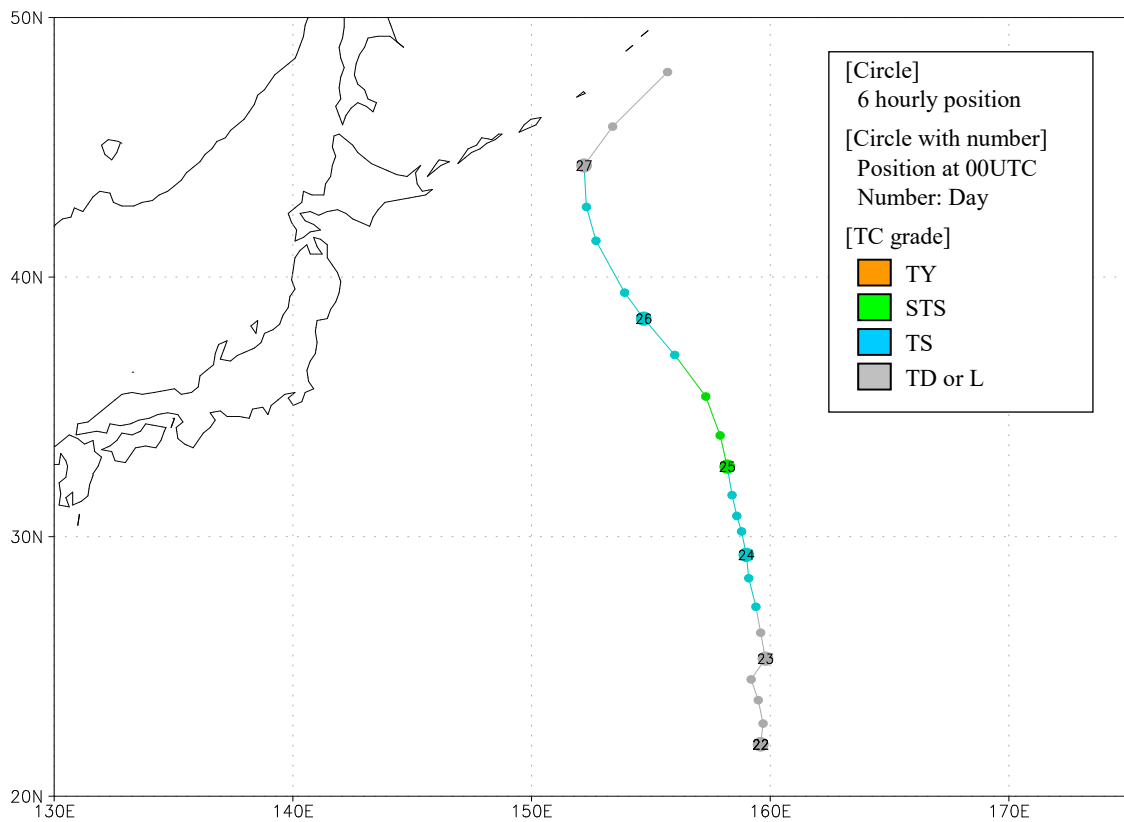 50N
[Circle]
6 hourly position
[Circle with number]
Position at 00UTC
Number: Day
[TC grade]
TY
STS
TS
TD or L
27
40N
26
25
30N
24
23
22
20N
130E 140E 150E 160E 170E